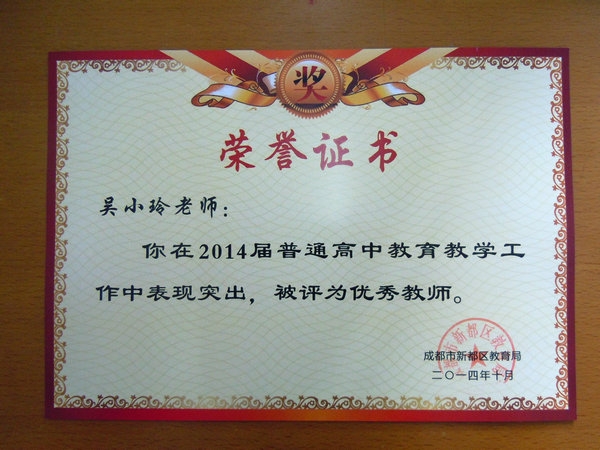 奖
荣誉证书
吴小玲老师：
你在2014届普通高中教育教学工
作中表现突出，被评为优秀教师。
成都市新都区教育局
二〇一四年十月